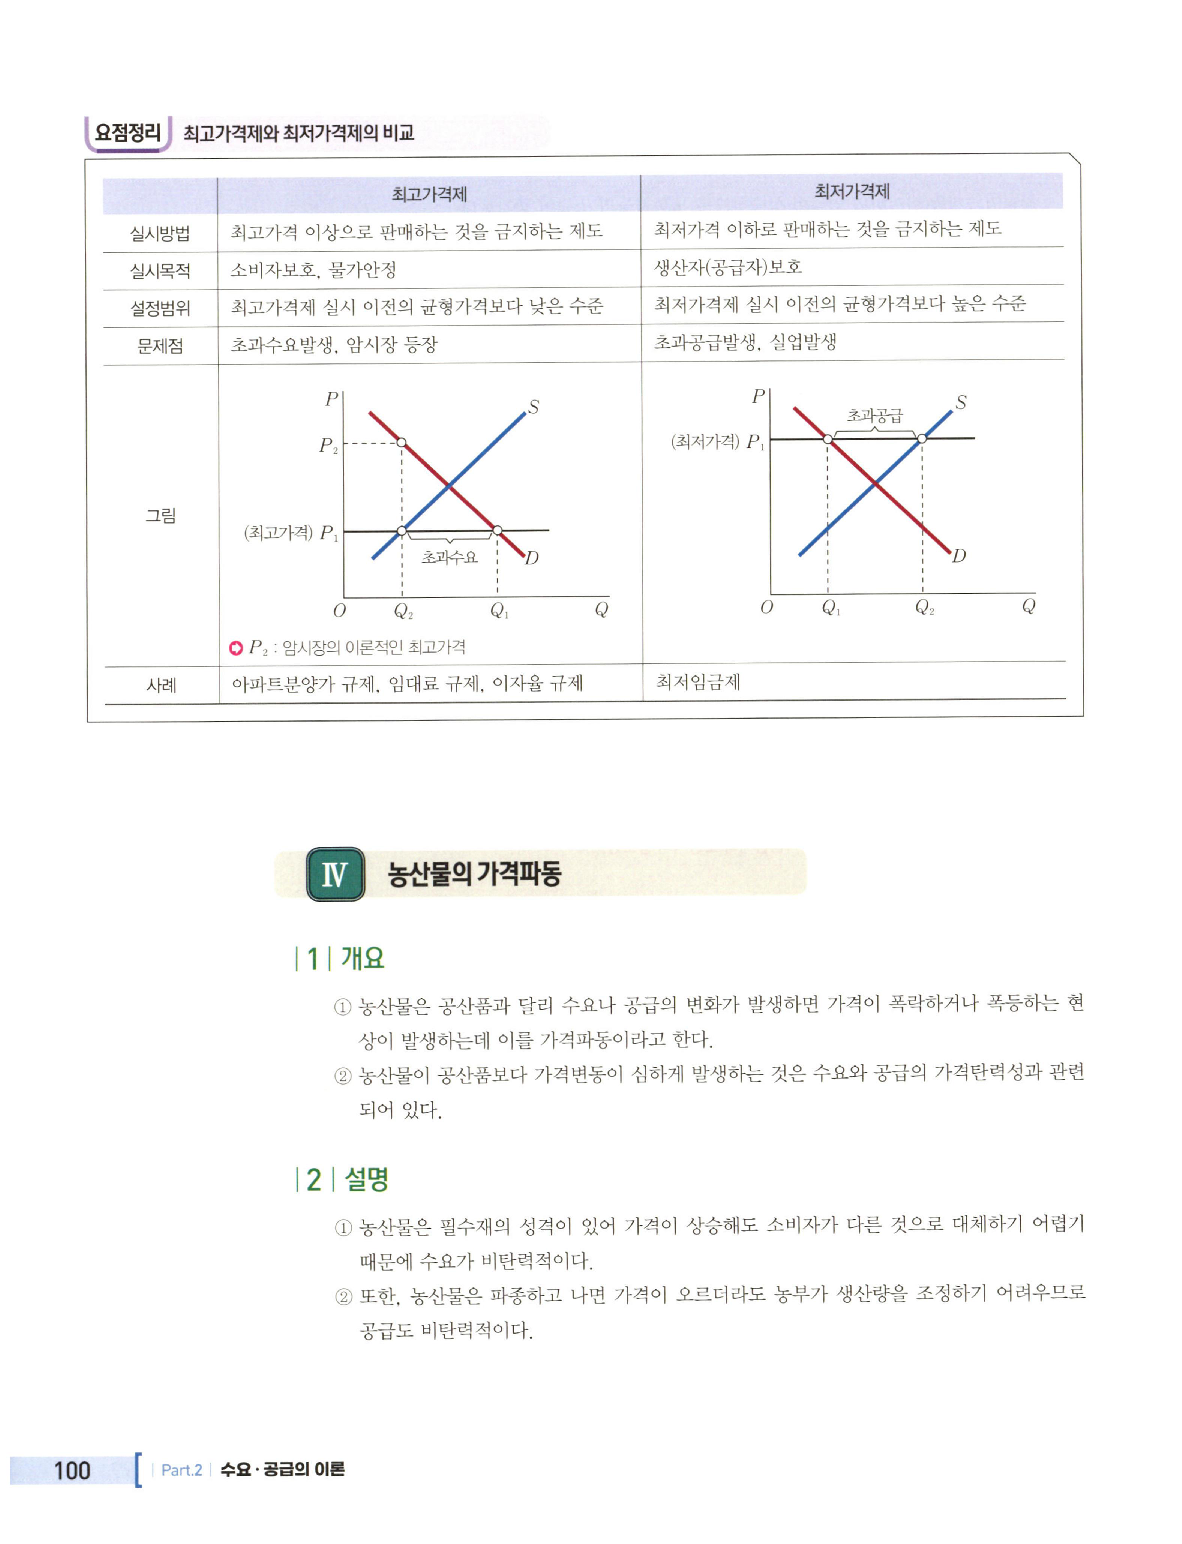 요점정리 최고가격제와 최저가격제의 비교
최고가격제 최저가격제
실시방법 최고가격 이상으로 판매하는 것을 금지하는 제도 최저가격 이하로 판매하는 것을 금지하는 제도
실시목적 소비자보호, 물가안정 생산자(공급자)보호
설정범위 최고가격제 실시 이전의 균형가격보다 낮은 수준 최저가격제 실시 이전의 균형가격보다 높은 수준
문제점 초과수요발생, 암시장 등장 초과공급발생, 실업발생
그림
P
S
P₂
(최고가격) P₁
초과수요
D
O Q₂ Q₁ Q
➲ P₂ : 암시장의 이론적인 최고가격
P
초과공급
S
(최저가격) P₁
D
O Q₁ Q₂ Q
사례 아파트분양가 규제, 임대료 규제, 이자율 규제 최저임금제
Ⅳ 농산물의 가격파동
|1| 개요
① 농산물은 공산품과 달리 수요나 공급의 변화가 발생하면 가격이 폭락하거나 폭등하는 현
상이 발생하는데 이를 가격파동이라고 한다.
② 농산물이 공산품보다 가격변동이 심하게 발생하는 것은 수요와 공급의 가격탄력성과 관련
되어 있다.
|2| 설명
① 농산물은 필수재의 성격이 있어 가격이 상승해도 소비자가 다른 것으로 대체하기 어렵기
때문에 수요가 비탄력적이다.
② 또한, 농산물은 파종하고 나면 가격이 오르더라도 농부가 생산량을 조정하기 어려우므로
공급도 비탄력적이다.
100 | Part.2 | 수요 · 공급의 이론